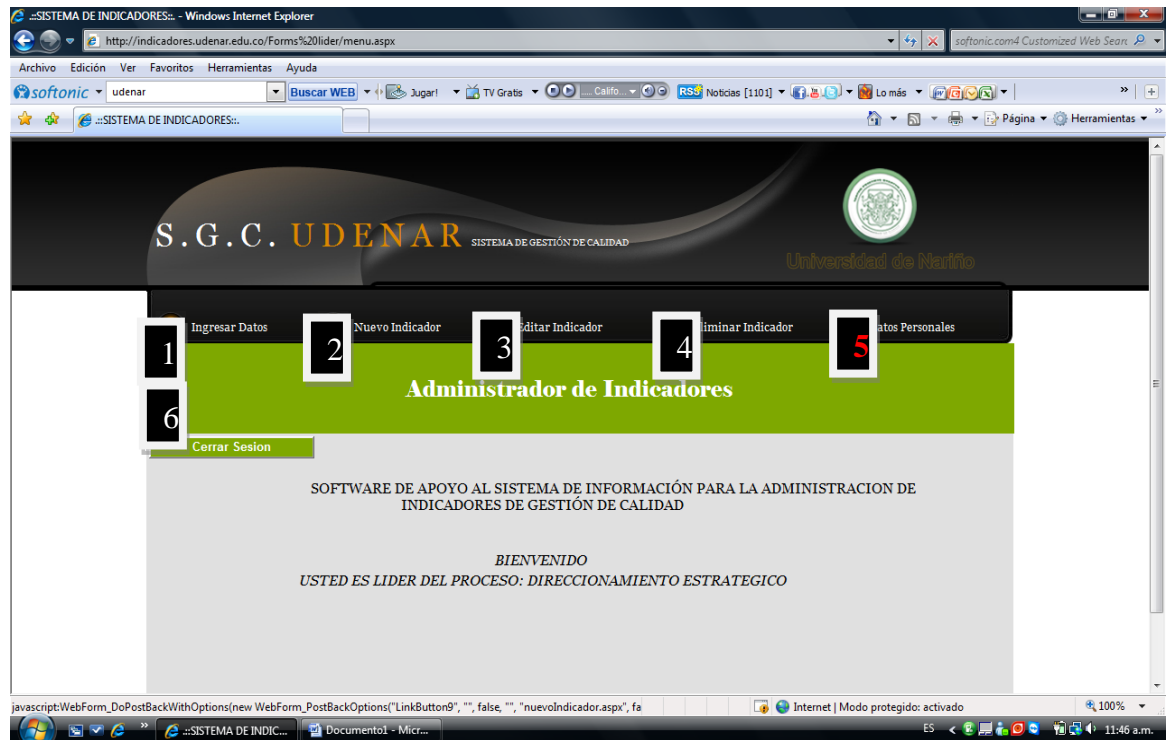 .::SISTEMA DE INDICADORES::. - Windows Internet Explorer
http://indicadores.udenar.edu.co/Forms%20lider/menu.aspx
softonic.com4 Customized Web Sear
Archivo Edición Ver Favoritos Herramientas Ayuda
softonic udenar Buscar WEB Jugar! TV Gratis .... Califo... RSS Noticias [1101] Lo más
.::SISTEMA DE INDICADORES::. Página Herramientas
S.G.C. UDENAR SISTEMA DE GESTIÓN DE CALIDAD
Universidad de Nariño
Ingresar Datos Nuevo Indicador Editar Indicador liminar Indicador atos Personales
1 2 3 4 5
Administrador de Indicadores
6
Cerrar Sesion
SOFTWARE DE APOYO AL SISTEMA DE INFORMACIÓN PARA LA ADMINISTRACION DE
INDICADORES DE GESTIÓN DE CALIDAD
BIENVENIDO
USTED ES LIDER DEL PROCESO: DIRECCIONAMIENTO ESTRATEGICO
javascript:WebForm_DoPostBackWithOptions(new WebForm_PostBackOptions("LinkButton9", "", false, "", "nuevoIndicador.aspx", fa Internet | Modo protegido: activado 100%
.::SISTEMA DE INDIC... Documento1 - Micr... ES 11:46 a.m.